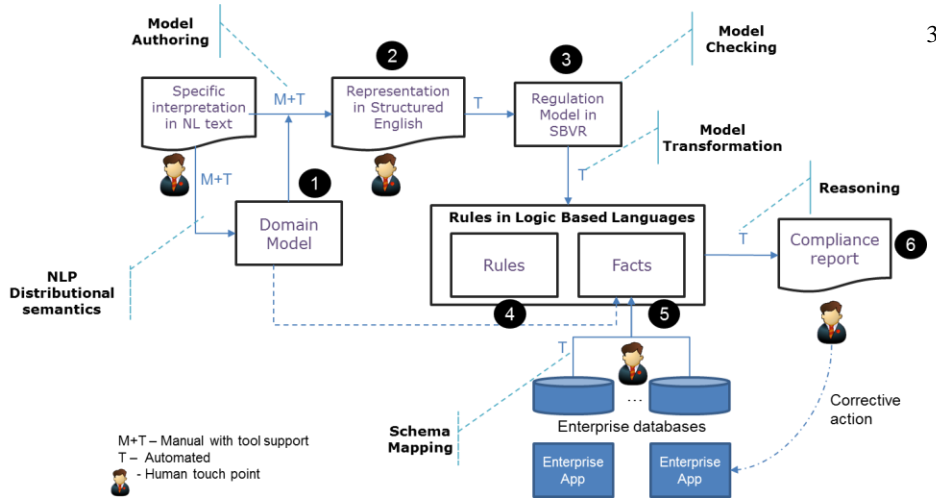 Model
Authoring
2
3
Model
Checking
3
Specific
interpretation
in NL text
M+T
Representation
in Structured
English
T
Regulation
Model in
SBVR
M+T
1
T
Model
Transformation
Domain
Model
Rules in Logic Based Languages
Rules
Facts
T
Reasoning
Compliance
report
6
NLP
Distributional
semantics
4
5
T
...
Enterprise databases
Corrective
action
Schema
Mapping
M+T – Manual with tool support
T – Automated
- Human touch point
Enterprise
App
Enterprise
App